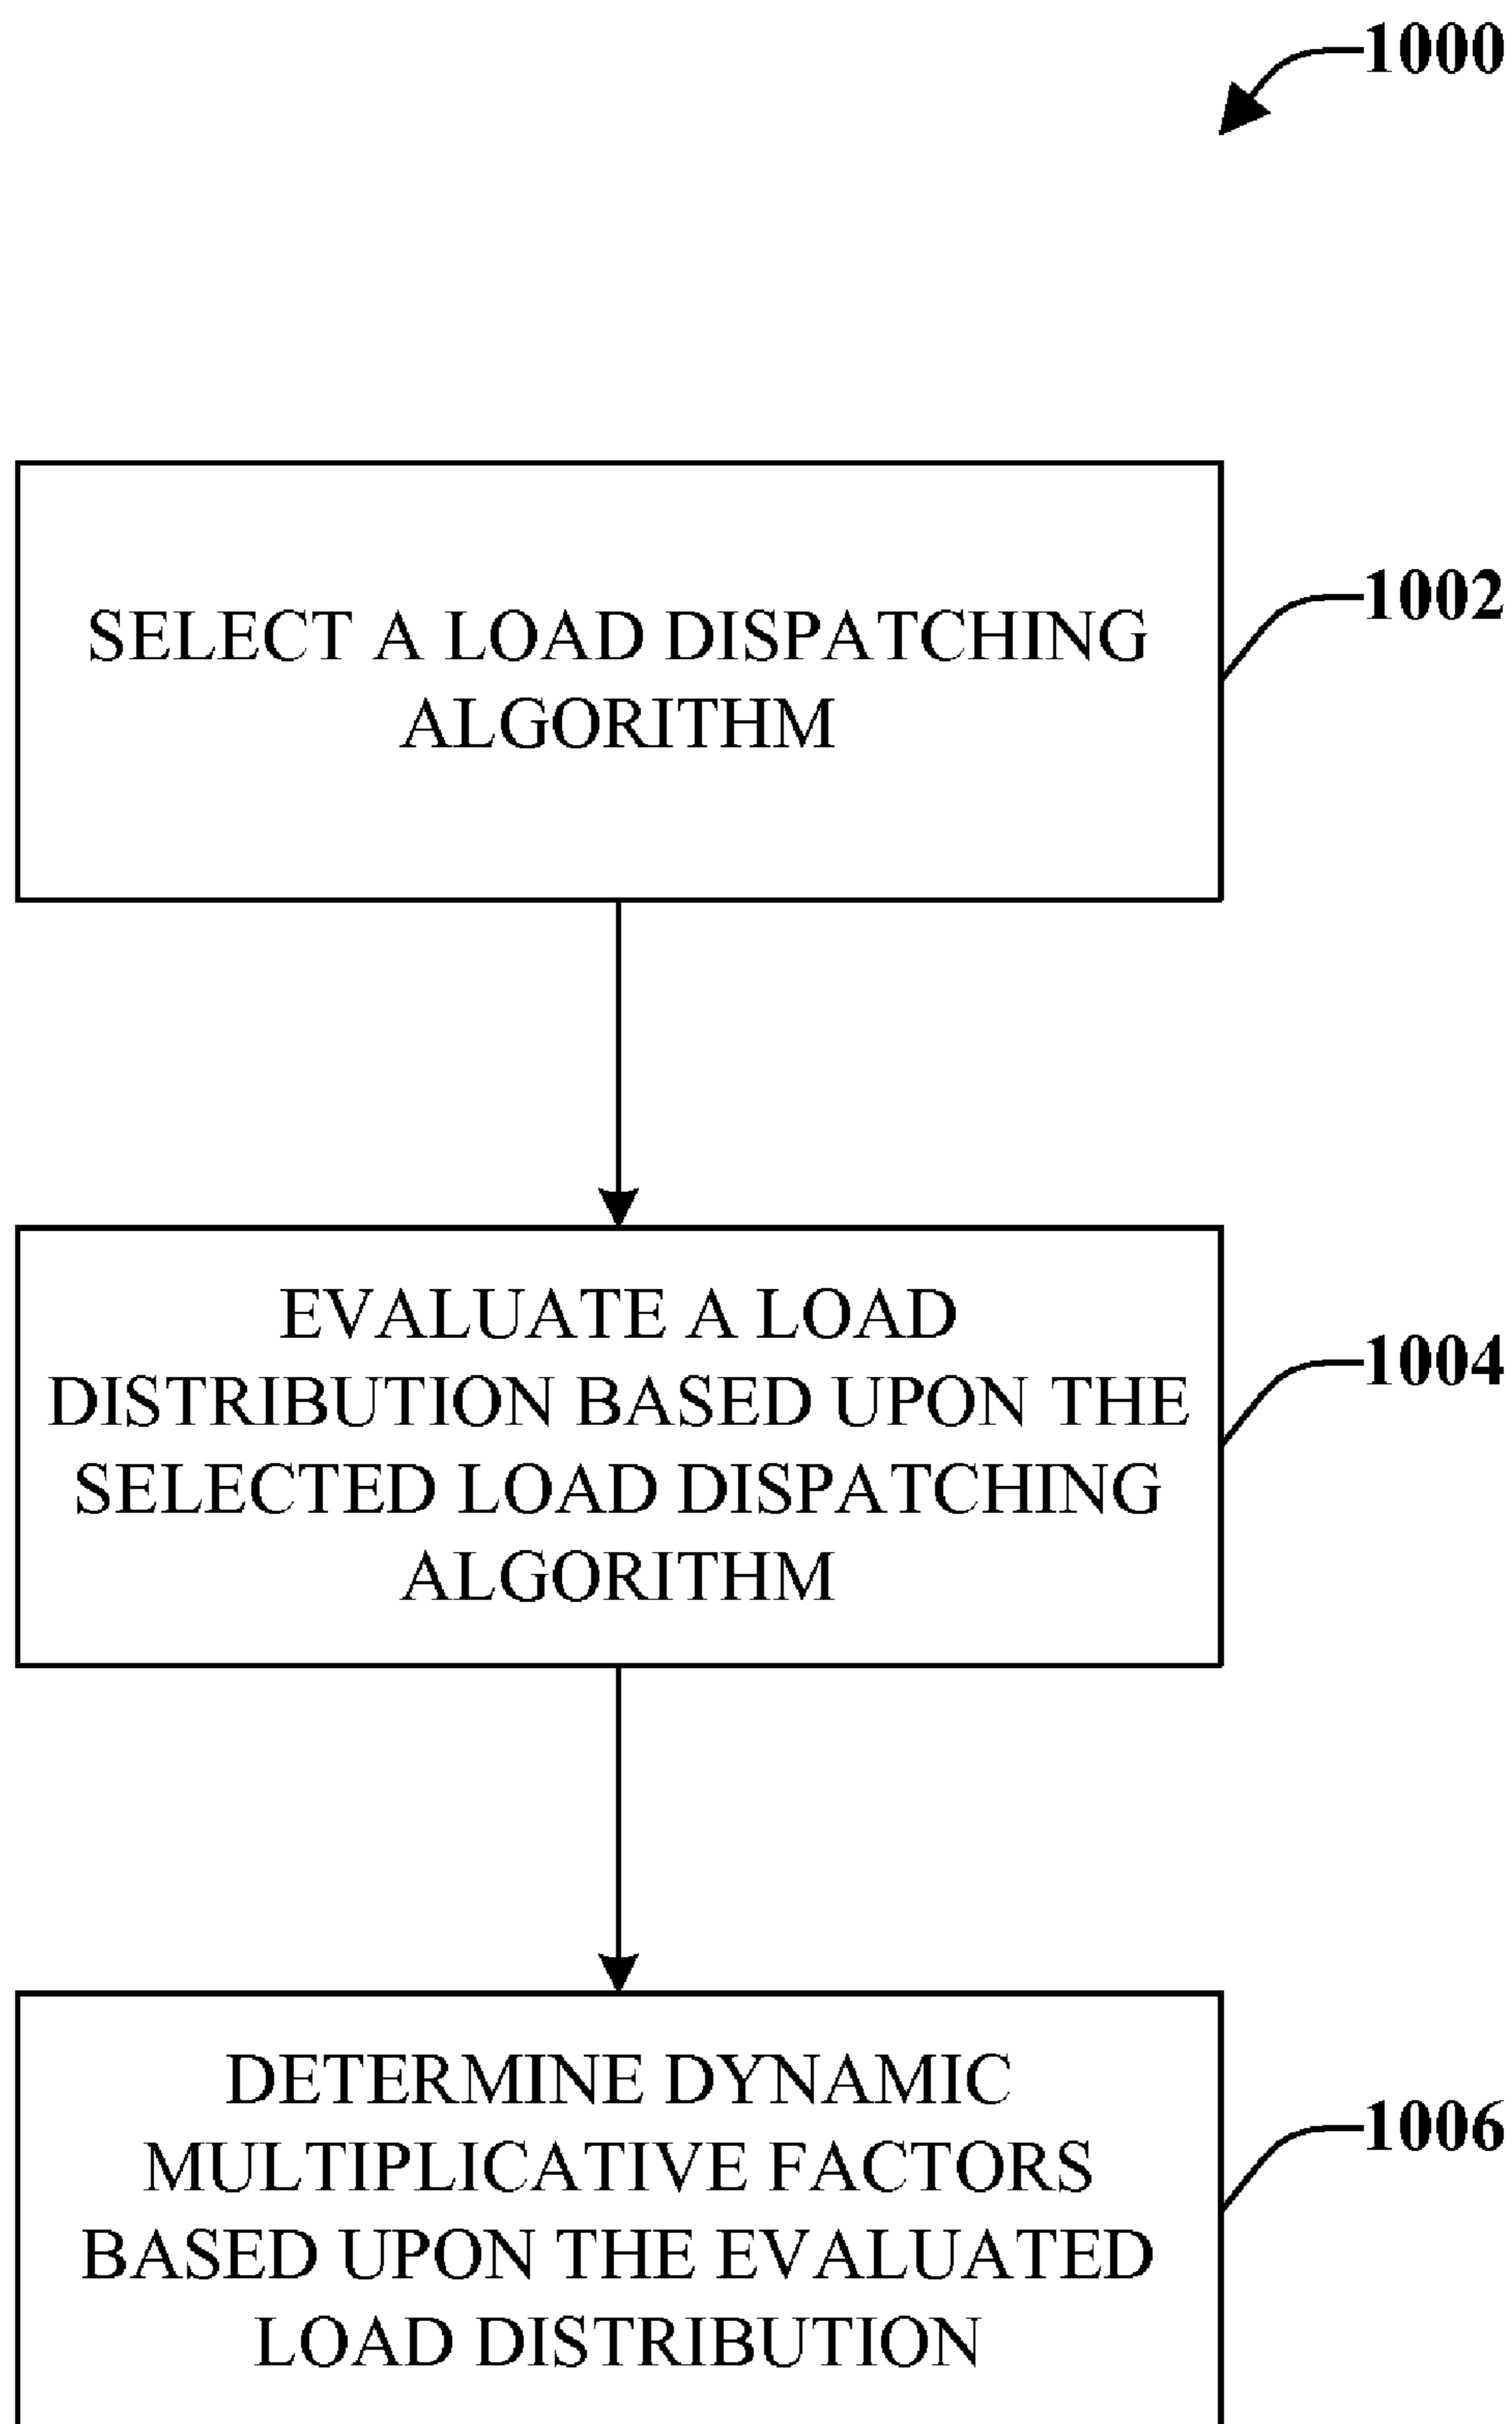 1000
SELECT A LOAD DISPATCHING
ALGORITHM
1002
EVALUATE A LOAD
DISTRIBUTION BASED UPON THE
SELECTED LOAD DISPATCHING
ALGORITHM
1004
DETERMINE DYNAMIC
MULTIPLICATIVE FACTORS
BASED UPON THE EVALUATED
LOAD DISTRIBUTION
1006